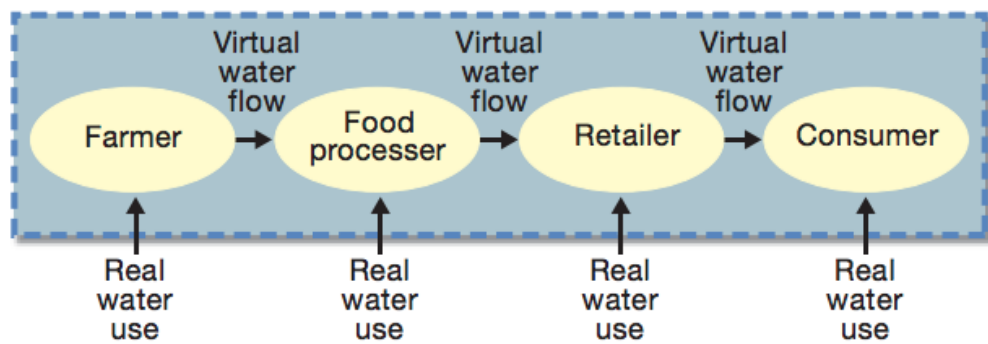 Virtual
water
flow
Virtual
water
flow
Virtual
water
flow
Farmer
Food
processer
Retailer
Consumer
Real
water
use
Real
water
use
Real
water
use
Real
water
use